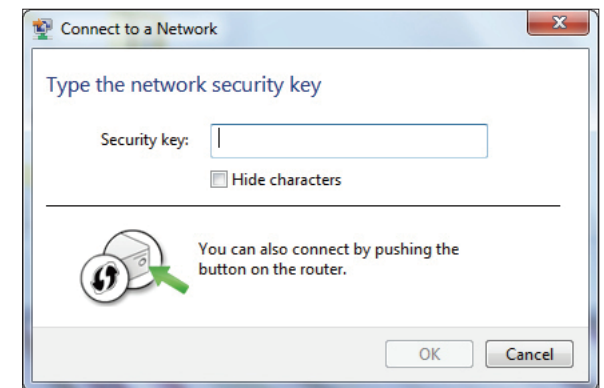 Connect to a Network
Type the network security key
Security key:
Hide characters
You can also connect by pushing the
button on the router.
OK Cancel